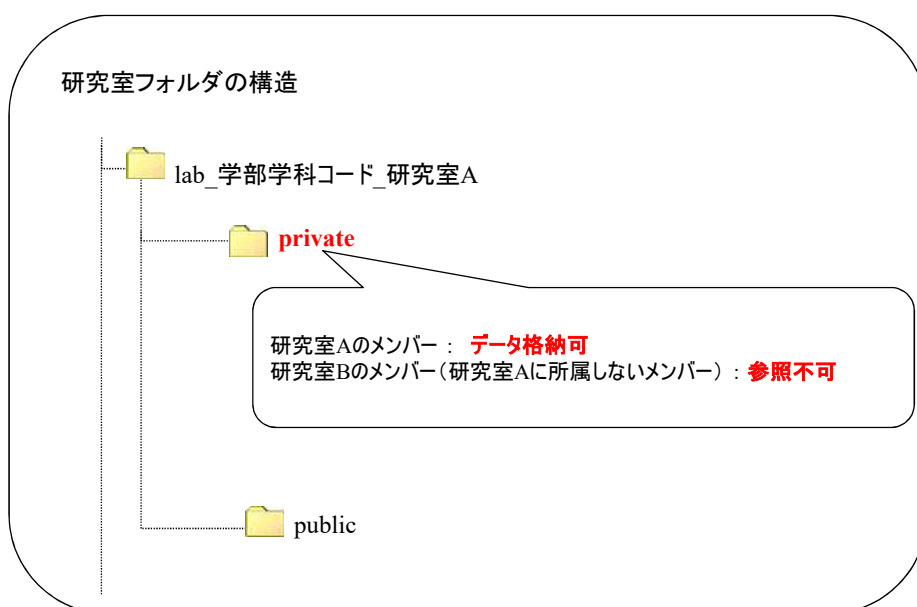 研究室フォルダの構造
lab_学部学科コード_研究室A
private
研究室Aのメンバー： データ格納可
研究室Bのメンバー（研究室Aに所属しないメンバー）：参照不可
public